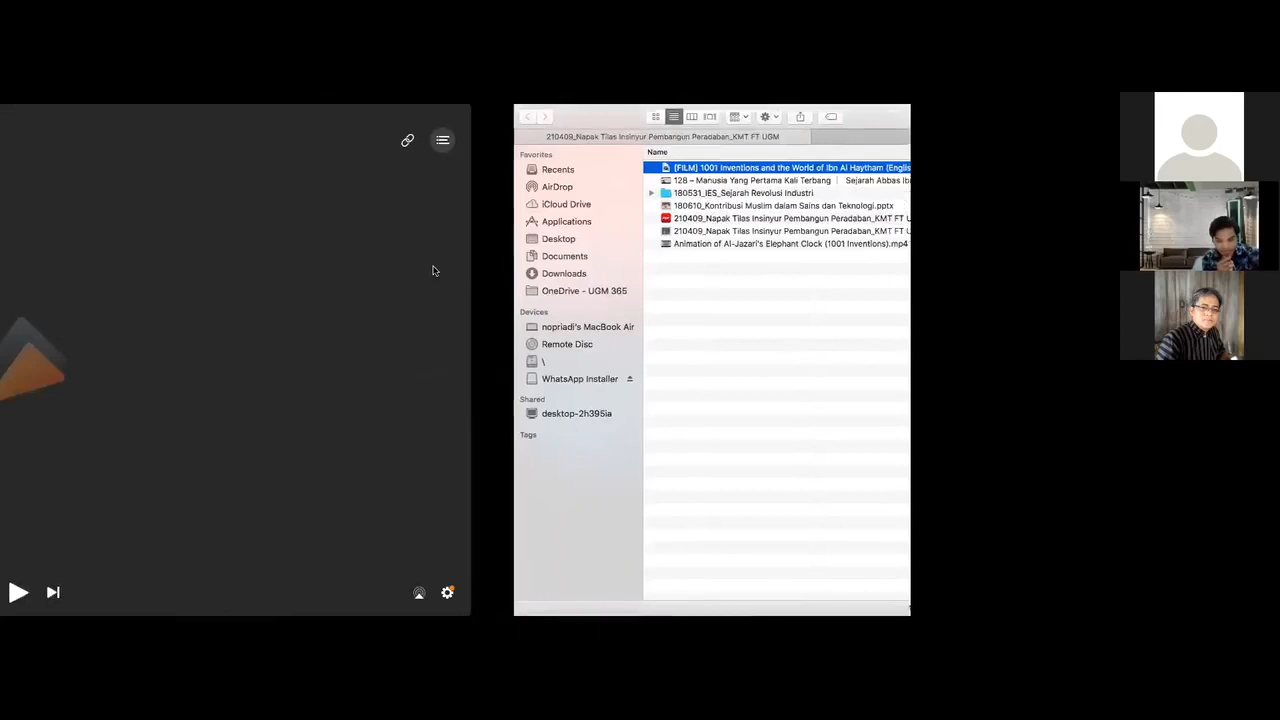 210409_Napak Tilas Insinyur Pembangun Peradaban_KMT FT UGM
Favorites
Recents
AirDrop
iCloud Drive
Applications
Desktop
Documents
Downloads
OneDrive - UGM 365
Devices
nopriadi's MacBook Air
Remote Disc
\
WhatsApp Installer
Shared
desktop-2h395ia
Tags
Name
[FILM] 1001 Inventions and the World of Ibn Al Haytham (Englis
128 – Manusia Yang Pertama Kali Terbang | Sejarah Abbas Ib
180531_IES_Sejarah Revolusi Industri
180610_Kontribusi Muslim dalam Sains dan Teknologi.pptx
210409_Napak Tilas Insinyur Pembangun Peradaban_KMT FT U
210409_Napak Tilas Insinyur Pembangun Peradaban_KMT FT U
Animation of Al-Jazari's Elephant Clock (1001 Inventions).mp4